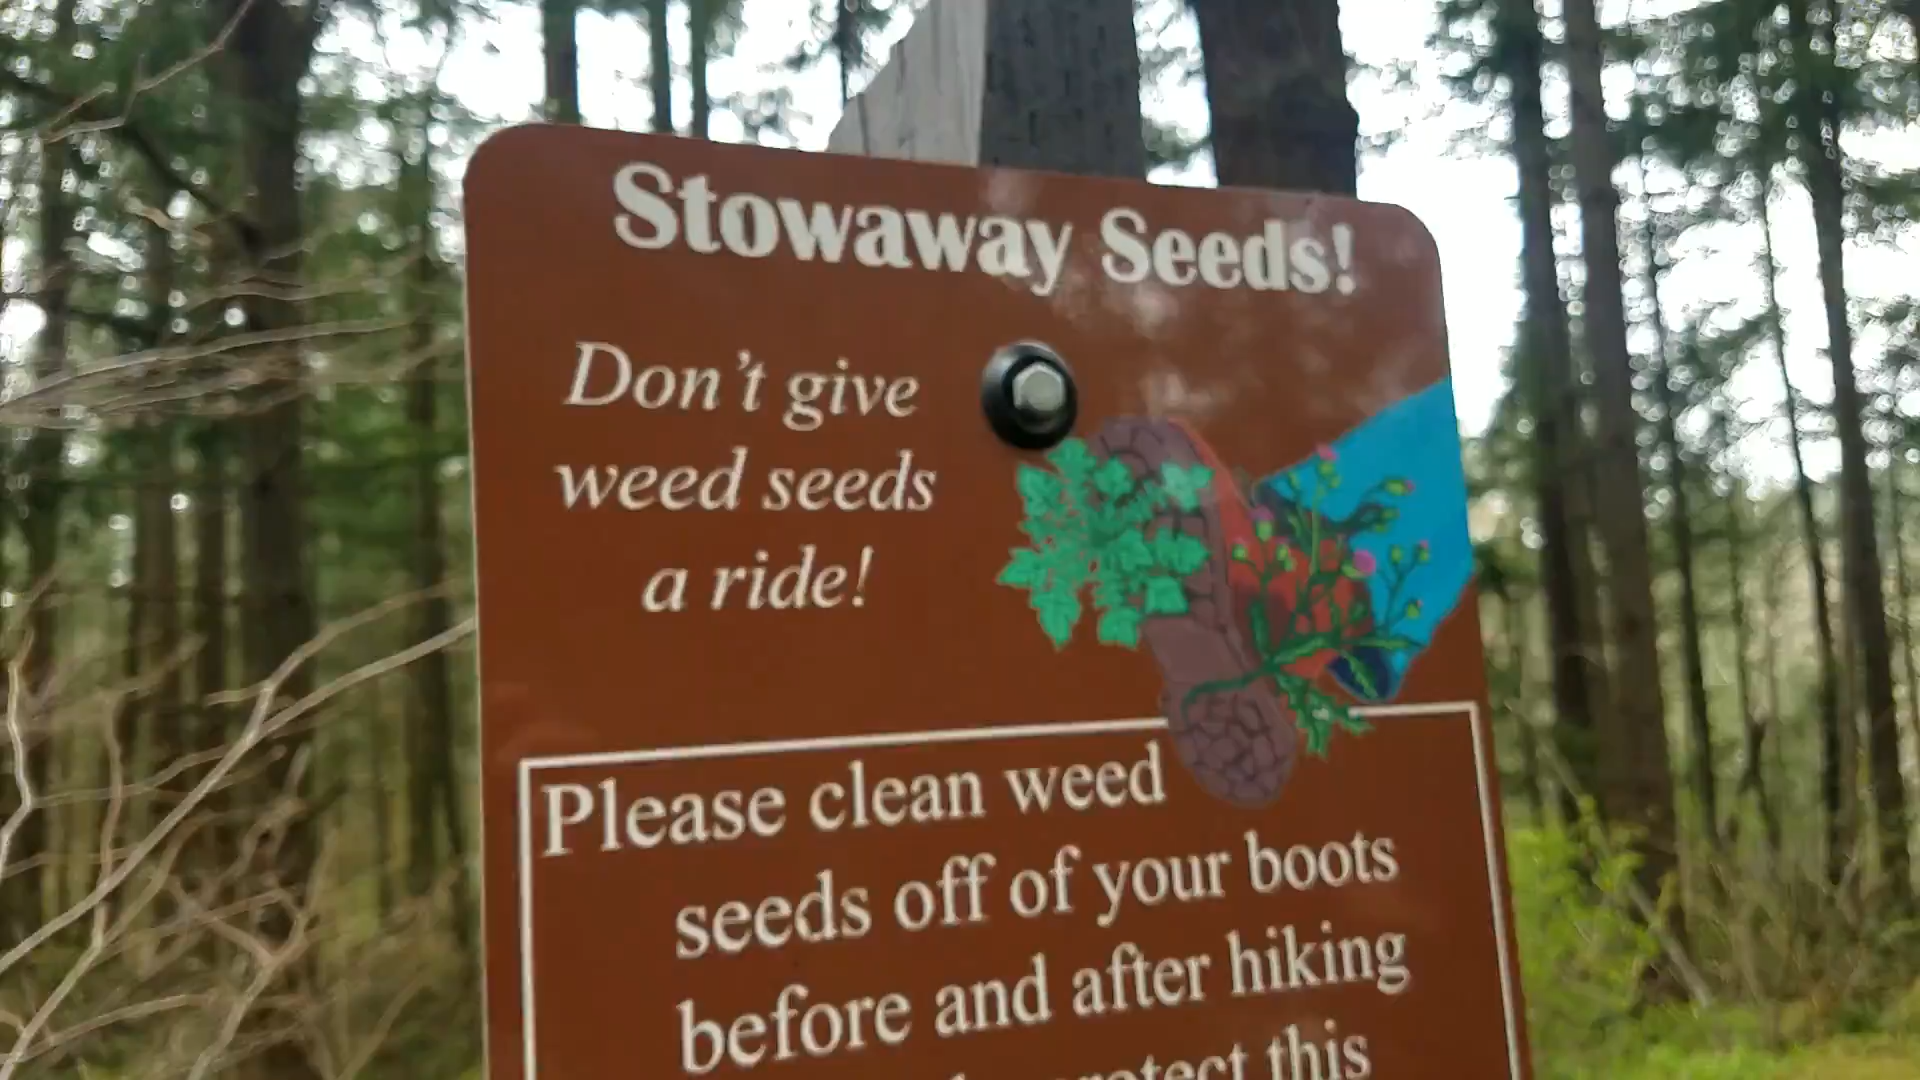 Stowaway Seeds!
Don't give
weed seeds
a ride!
Please clean weed
seeds off of your boots
before and after hiking
this